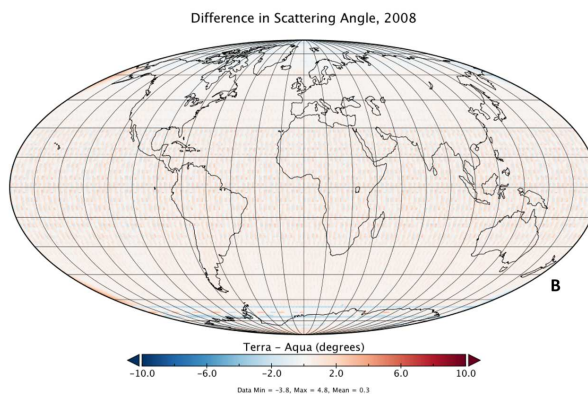 Difference in Scattering Angle, 2008
B
Terra − Aqua (degrees)
−10.0 −6.0 −2.0 2.0 6.0 10.0
Data Min = −3.8, Max = 4.8, Mean = 0.3